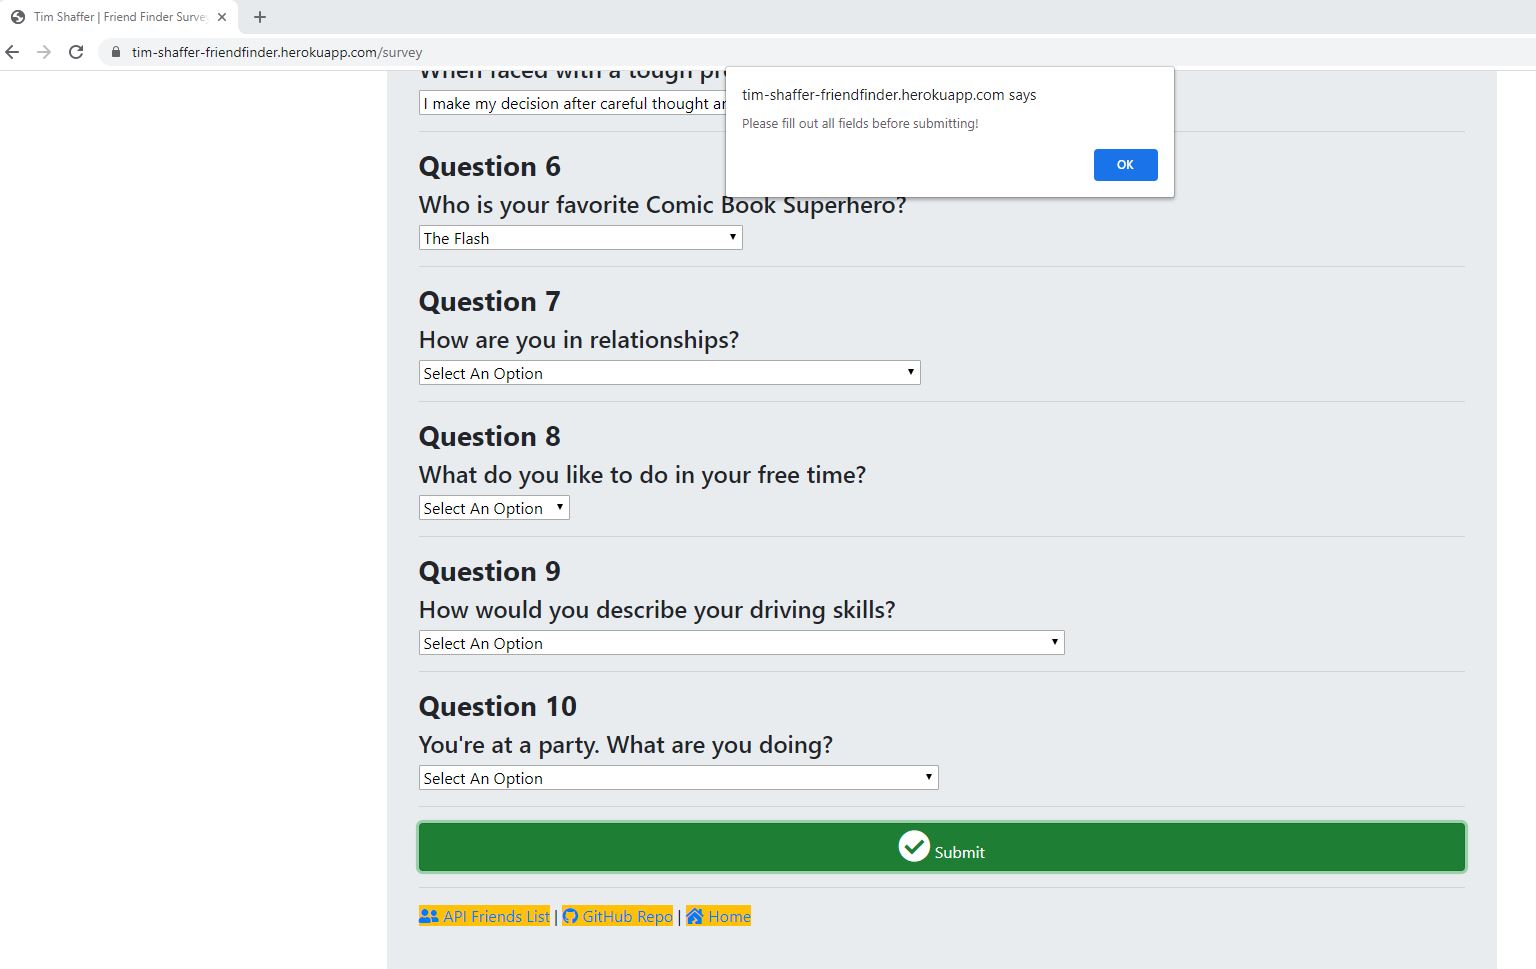 Tim Shaffer | Friend Finder Surve
tim-shaffer-friendfinder.herokuapp.com/survey
When faced with a tough pr
I make my decision after careful thought an
tim-shaffer-friendfinder.herokuapp.com says
Please fill out all fields before submitting!
OK
Question 6
Who is your favorite Comic Book Superhero?
The Flash
Question 7
How are you in relationships?
Select An Option
Question 8
What do you like to do in your free time?
Select An Option
Question 9
How would you describe your driving skills?
Select An Option
Question 10
You're at a party. What are you doing?
Select An Option
Submit
API Friends List | GitHub Repo | Home